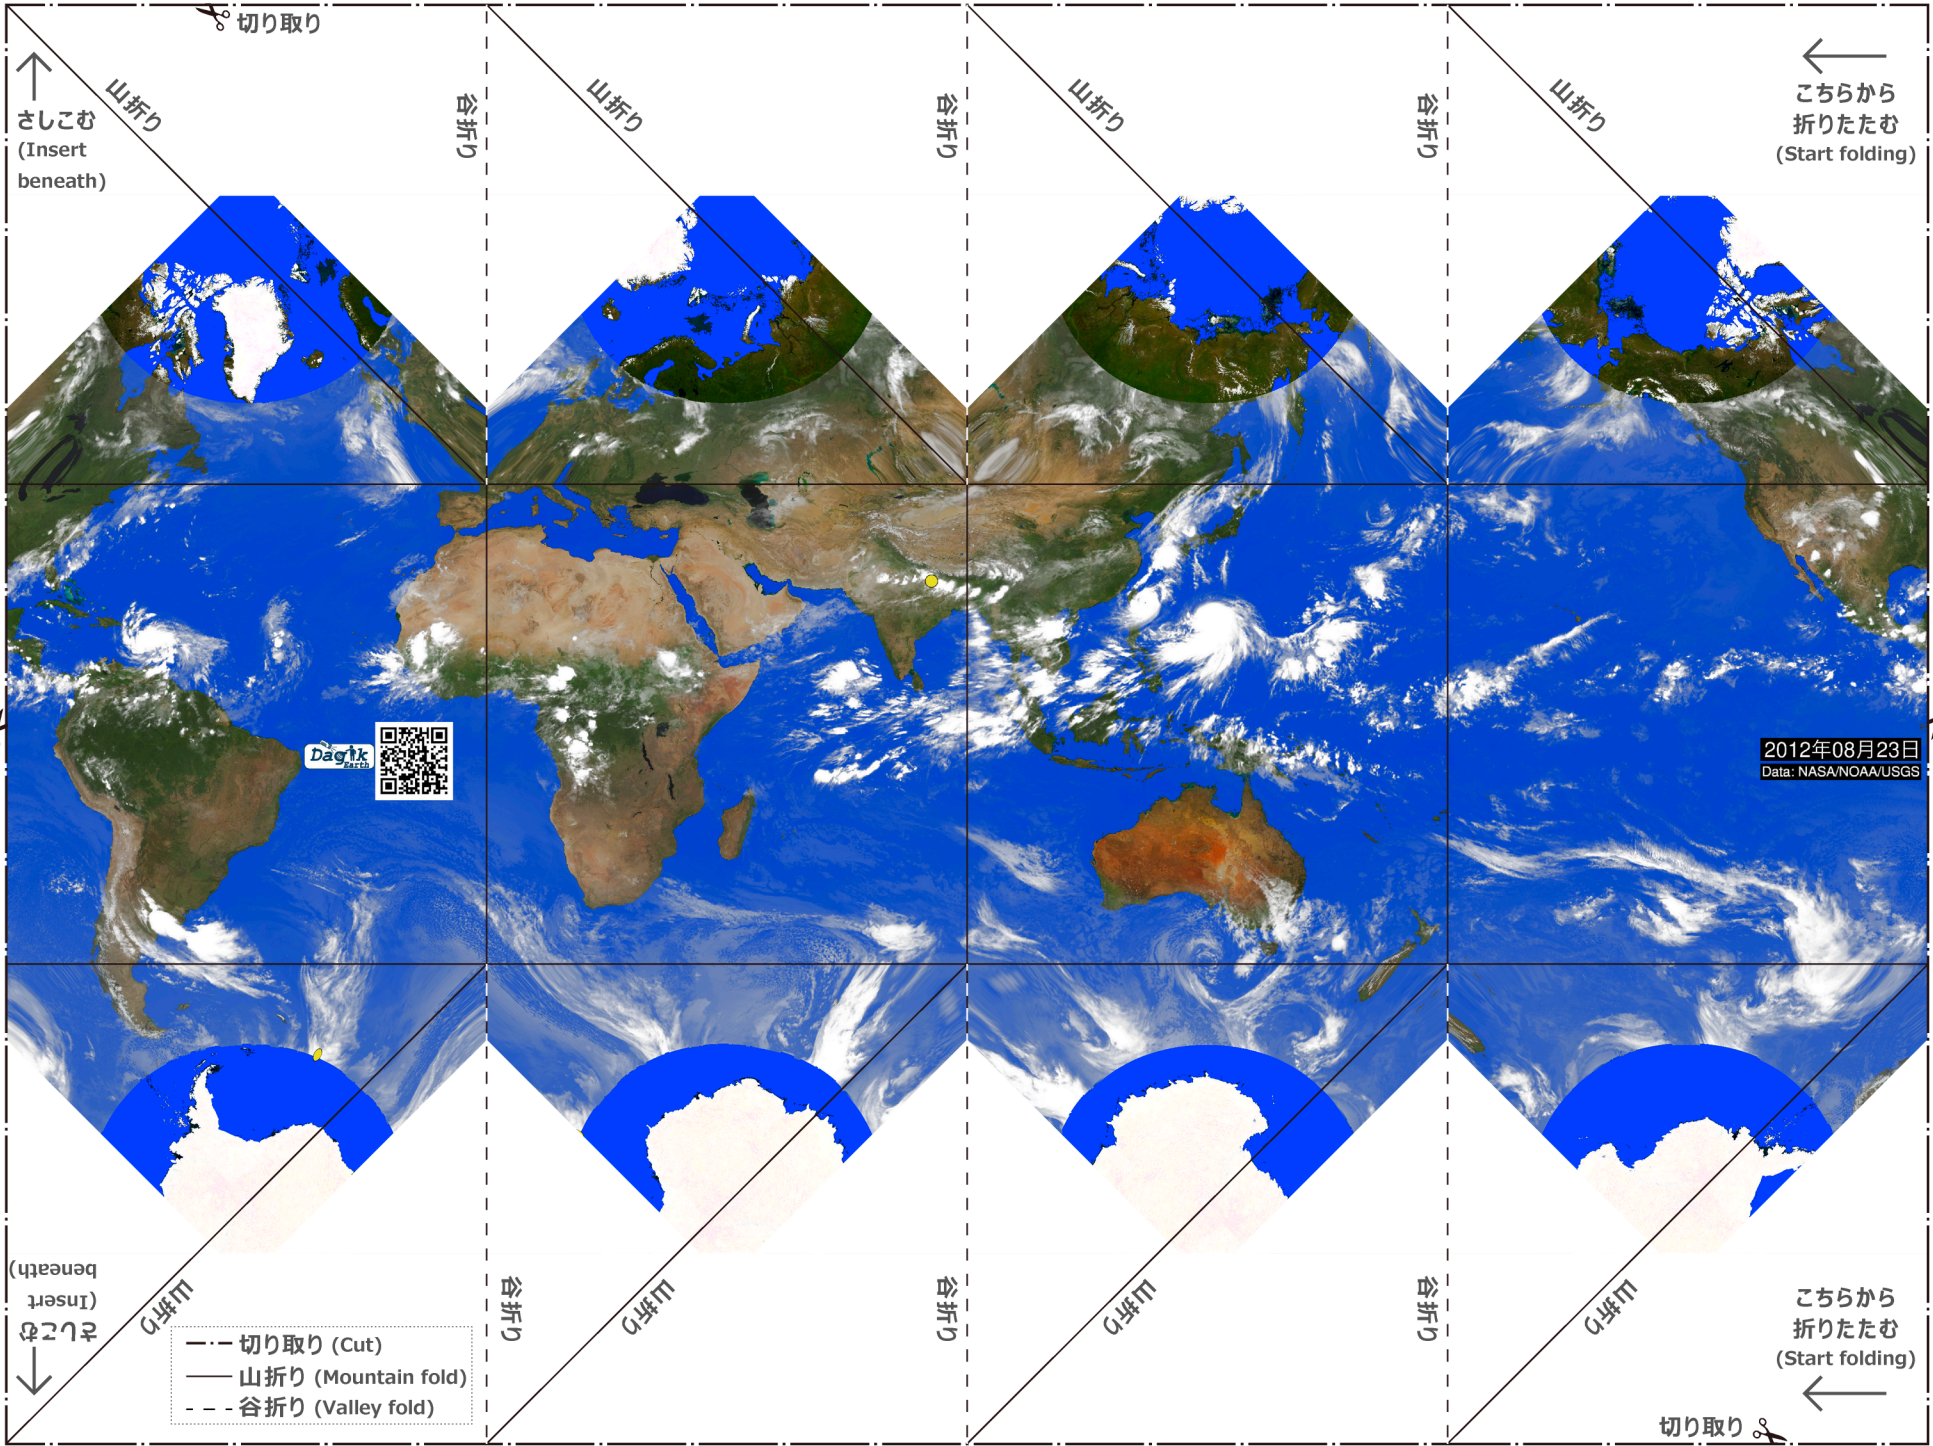 切り取り
さしこむ
(Insert
beneath)
山折り
谷折り
山折り
谷折り
山折り
谷折り
山折り
こちらから
折りたたむ
(Start folding)
Dagik
Earth
2012年08月23日
Data: NASA/NOAA/USGS
さしこむ
(Insert
beneath)
山折り
谷折り
山折り
谷折り
山折り
谷折り
山折り
こちらから
折りたたむ
(Start folding)
切り取り (Cut)
山折り (Mountain fold)
谷折り (Valley fold)
切り取り